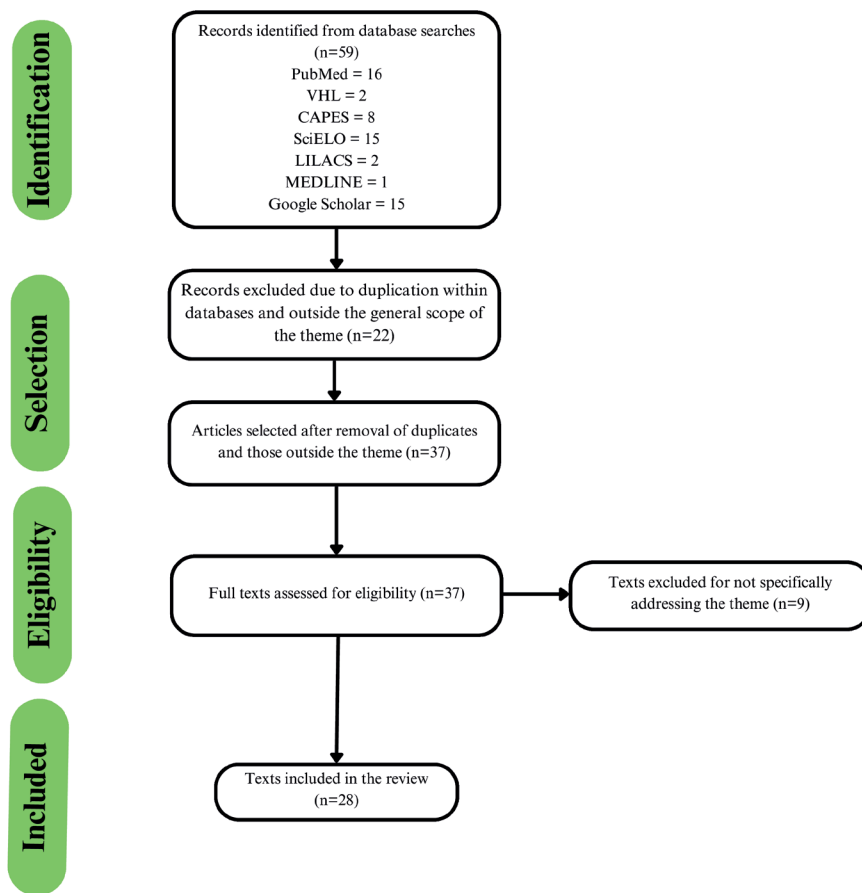 Identification
Records identified from database searches
(n=59)
PubMed = 16
VHL = 2
CAPES = 8
SciELO = 15
LILACS = 2
MEDLINE = 1
Google Scholar = 15
Selection
Records excluded due to duplication within
databases and outside the general scope of
the theme (n=22)
Articles selected after removal of duplicates
and those outside the theme (n=37)
Eligibility
Full texts assessed for eligibility (n=37)
Texts excluded for not specifically
addressing the theme (n=9)
Included
Texts included in the review
(n=28)